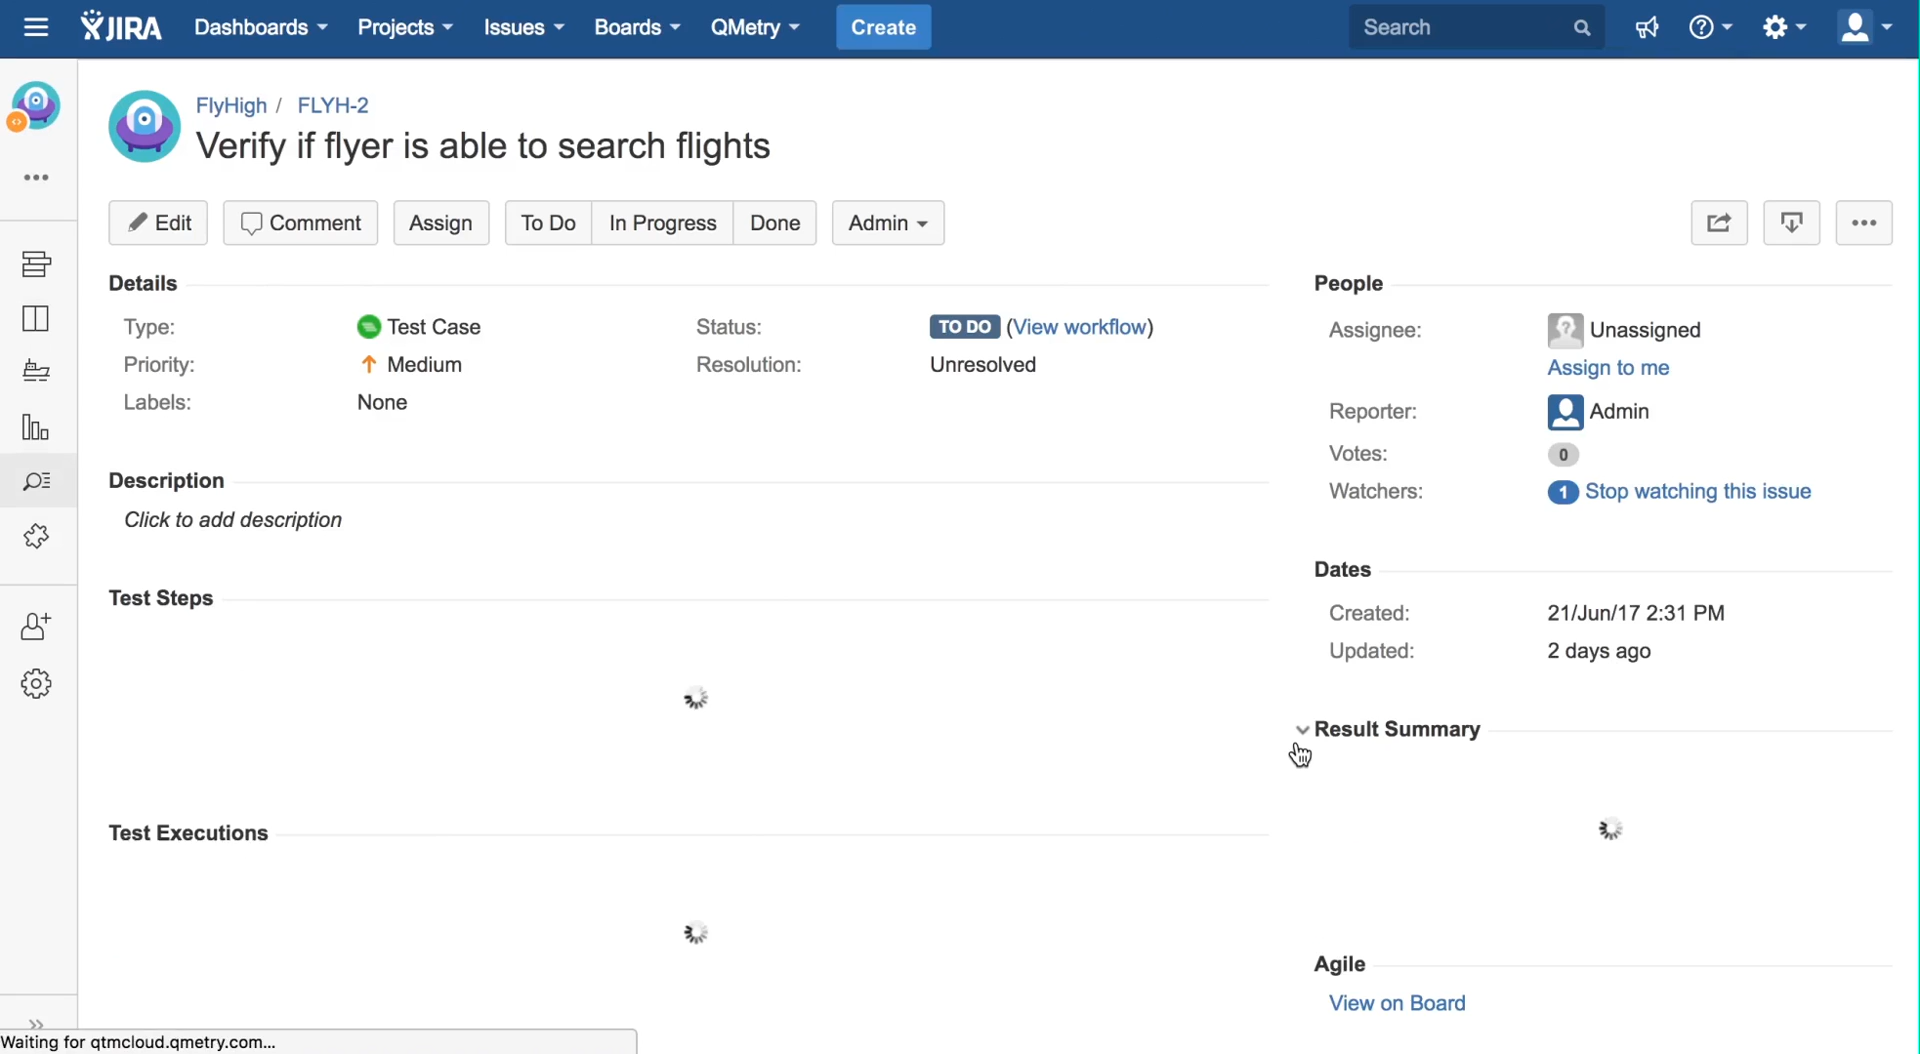 JIRA Dashboards Projects Issues Boards QMetry Create Search
FlyHigh / FLYH-2
Verify if flyer is able to search flights
Edit Comment Assign To Do In Progress Done Admin
Details
Type: Test Case Status: TO DO (View workflow)
Priority: Medium Resolution: Unresolved
Labels: None
Description
Click to add description
Test Steps
Test Executions
People
Assignee: Unassigned
Assign to me
Reporter: Admin
Votes: 0
Watchers: 1 Stop watching this issue
Dates
Created: 21/Jun/17 2:31 PM
Updated: 2 days ago
Result Summary
Agile
View on Board
Waiting for qtmcloud.qmetry.com...